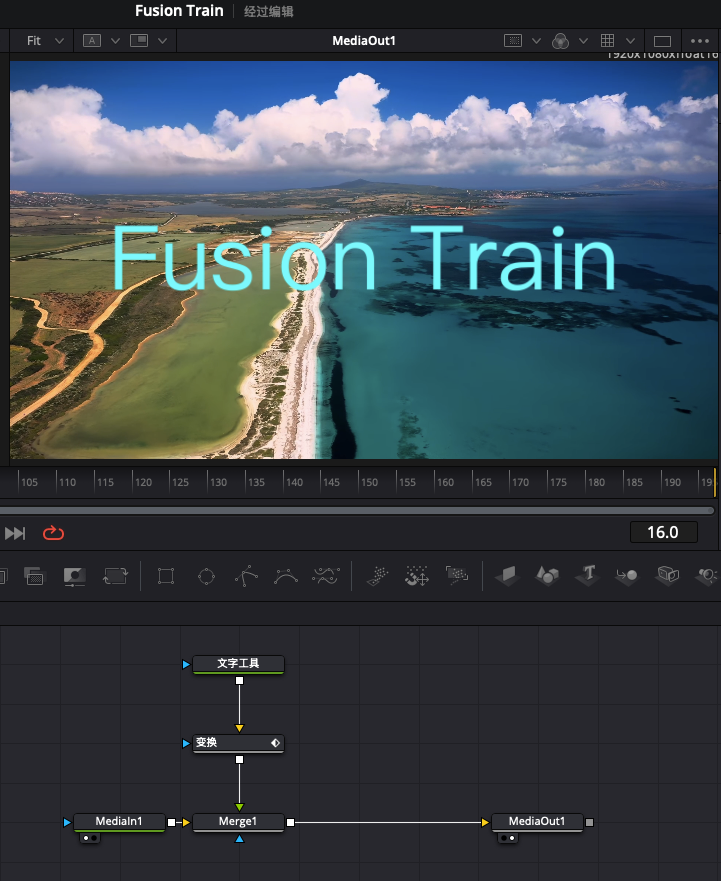 Fusion Train 经过编辑
Fit A MediaOut1
1920x1080xfloat16
Fusion Train
105 110 115 120 125 130 135 140 145 150 155 160 165 170 175 180 185 190
16.0
T
文字工具
变换
MediaIn1 Merge1 MediaOut1